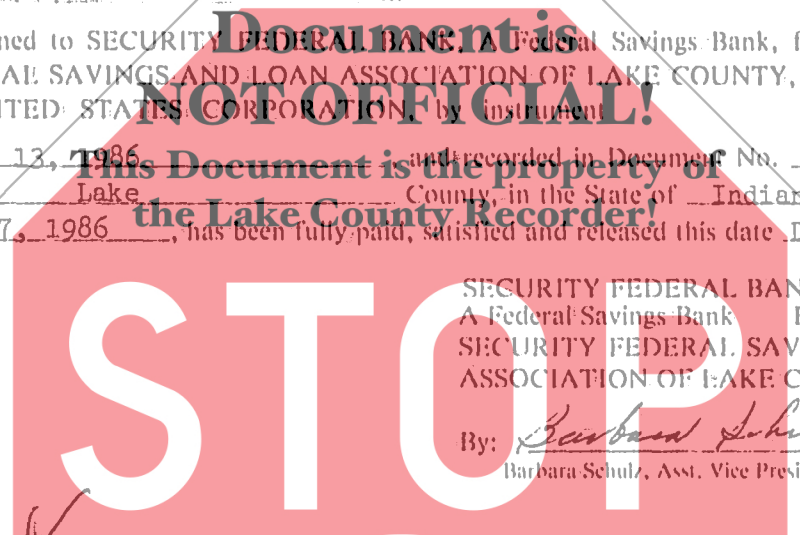 Document is
ned to SECURITY FEDERAL BANK, A Federal Savings Bank, f
AL SAVINGS AND LOAN ASSOCIATION OF LAKE COUNTY,
NOT OFFICIAL!
ITED STATES CORPORATION, by instrument
13, 1986 and recorded in Document No.
This Document is the property of
Lake County, in the State of Indian
the Lake County Recorder!
7, 1986, has been fully paid, satisfied and released this date
SECURITY FEDERAL BAN
A Federal Savings Bank
SECURITY FEDERAL SAV
ASSOCIATION OF LAKE C
STOP
By: Barbara Sch
Barbara Schulz, Asst. Vice Presi